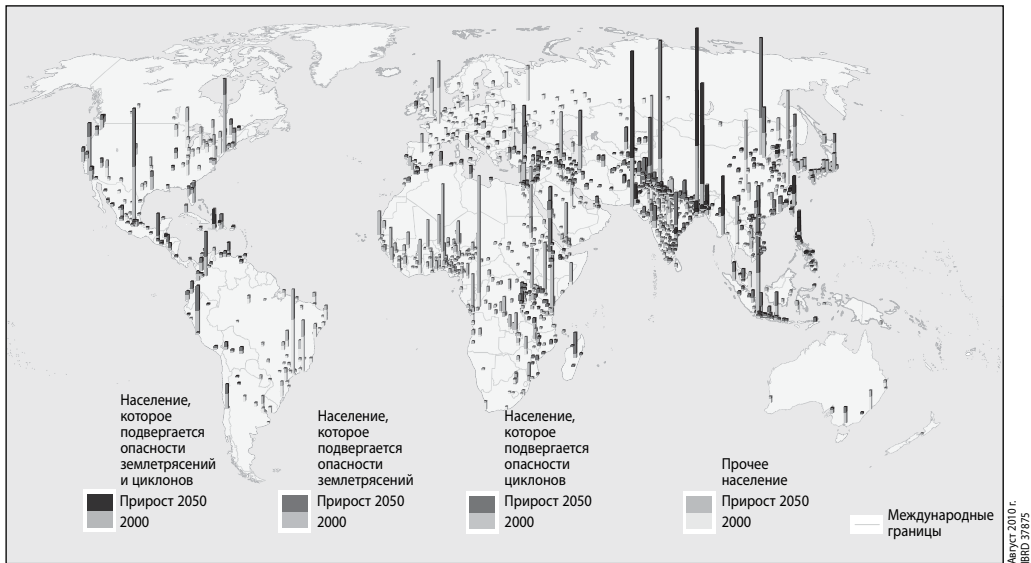 Население,
которое
подвергается
опасности
землетрясений
и циклонов
Прирост 2050
2000
Население,
которое
подвергается
опасности
землетрясений
Прирост 2050
2000
Население,
которое
подвергается
опасности
циклонов
Прирост 2050
2000
Прочее
население
Прирост 2050
2000
Международные
границы
Август 2010 г.
IBRD 37875